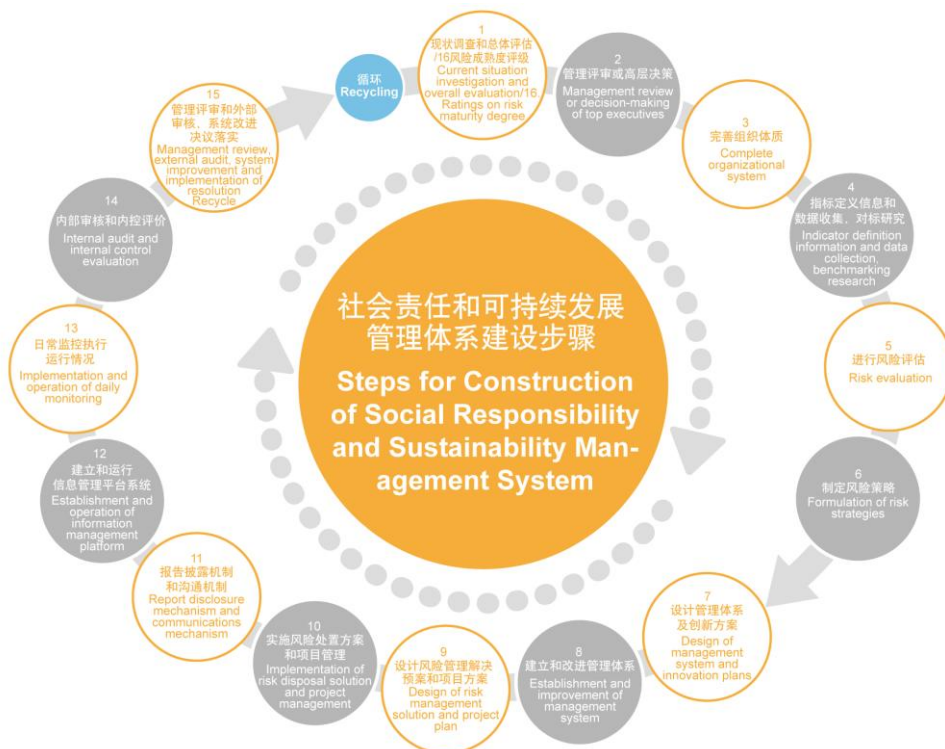 循环
Recycling
1
现状调查和总体评估
/16风险成熟度评级
Current situation
investigation and
overall evaluation/16
Ratings on risk
maturity degree
2
管理评审或高层决策
Management review
or decision-making
of top executives
3
完善组织体质
Complete
organizational
system
4
指标定义信息和
数据收集、对标研究
Indicator definition
information and data
collection,
benchmarking
research
5
进行风险评估
Risk evaluation
6
制定风险策略
Formulation of risk
strategies
7
设计管理体系
及创新方案
Design of
management
system and
innovation plans
8
建立和改进管理体系
Establishment and
improvement of
management
system
9
设计风险管理解决
预案和项目方案
Design of risk
management
solution and project
plan
10
实施风险处置方案
和项目管理
Implementation of
risk disposal solution
and project
management
11
报告披露机制
和沟通机制
Report disclosure
mechanism and
communications
mechanism
12
建立和运行
信息管理平台系统
Establishment and
operation of
information
management
platform
13
日常监控执行
运行情况
Implementation and
operation of daily
monitoring
14
内部审核和内控评价
Internal audit and
internal control
evaluation
15
管理评审和外部
审核、系统改进
决议落实
Management review,
external audit, system
improvement and
implementation of
resolution
Recycle
社会责任和可持续发展
管理体系建设步骤
Steps for Construction
of Social Responsibility
and Sustainability Man-
agement System